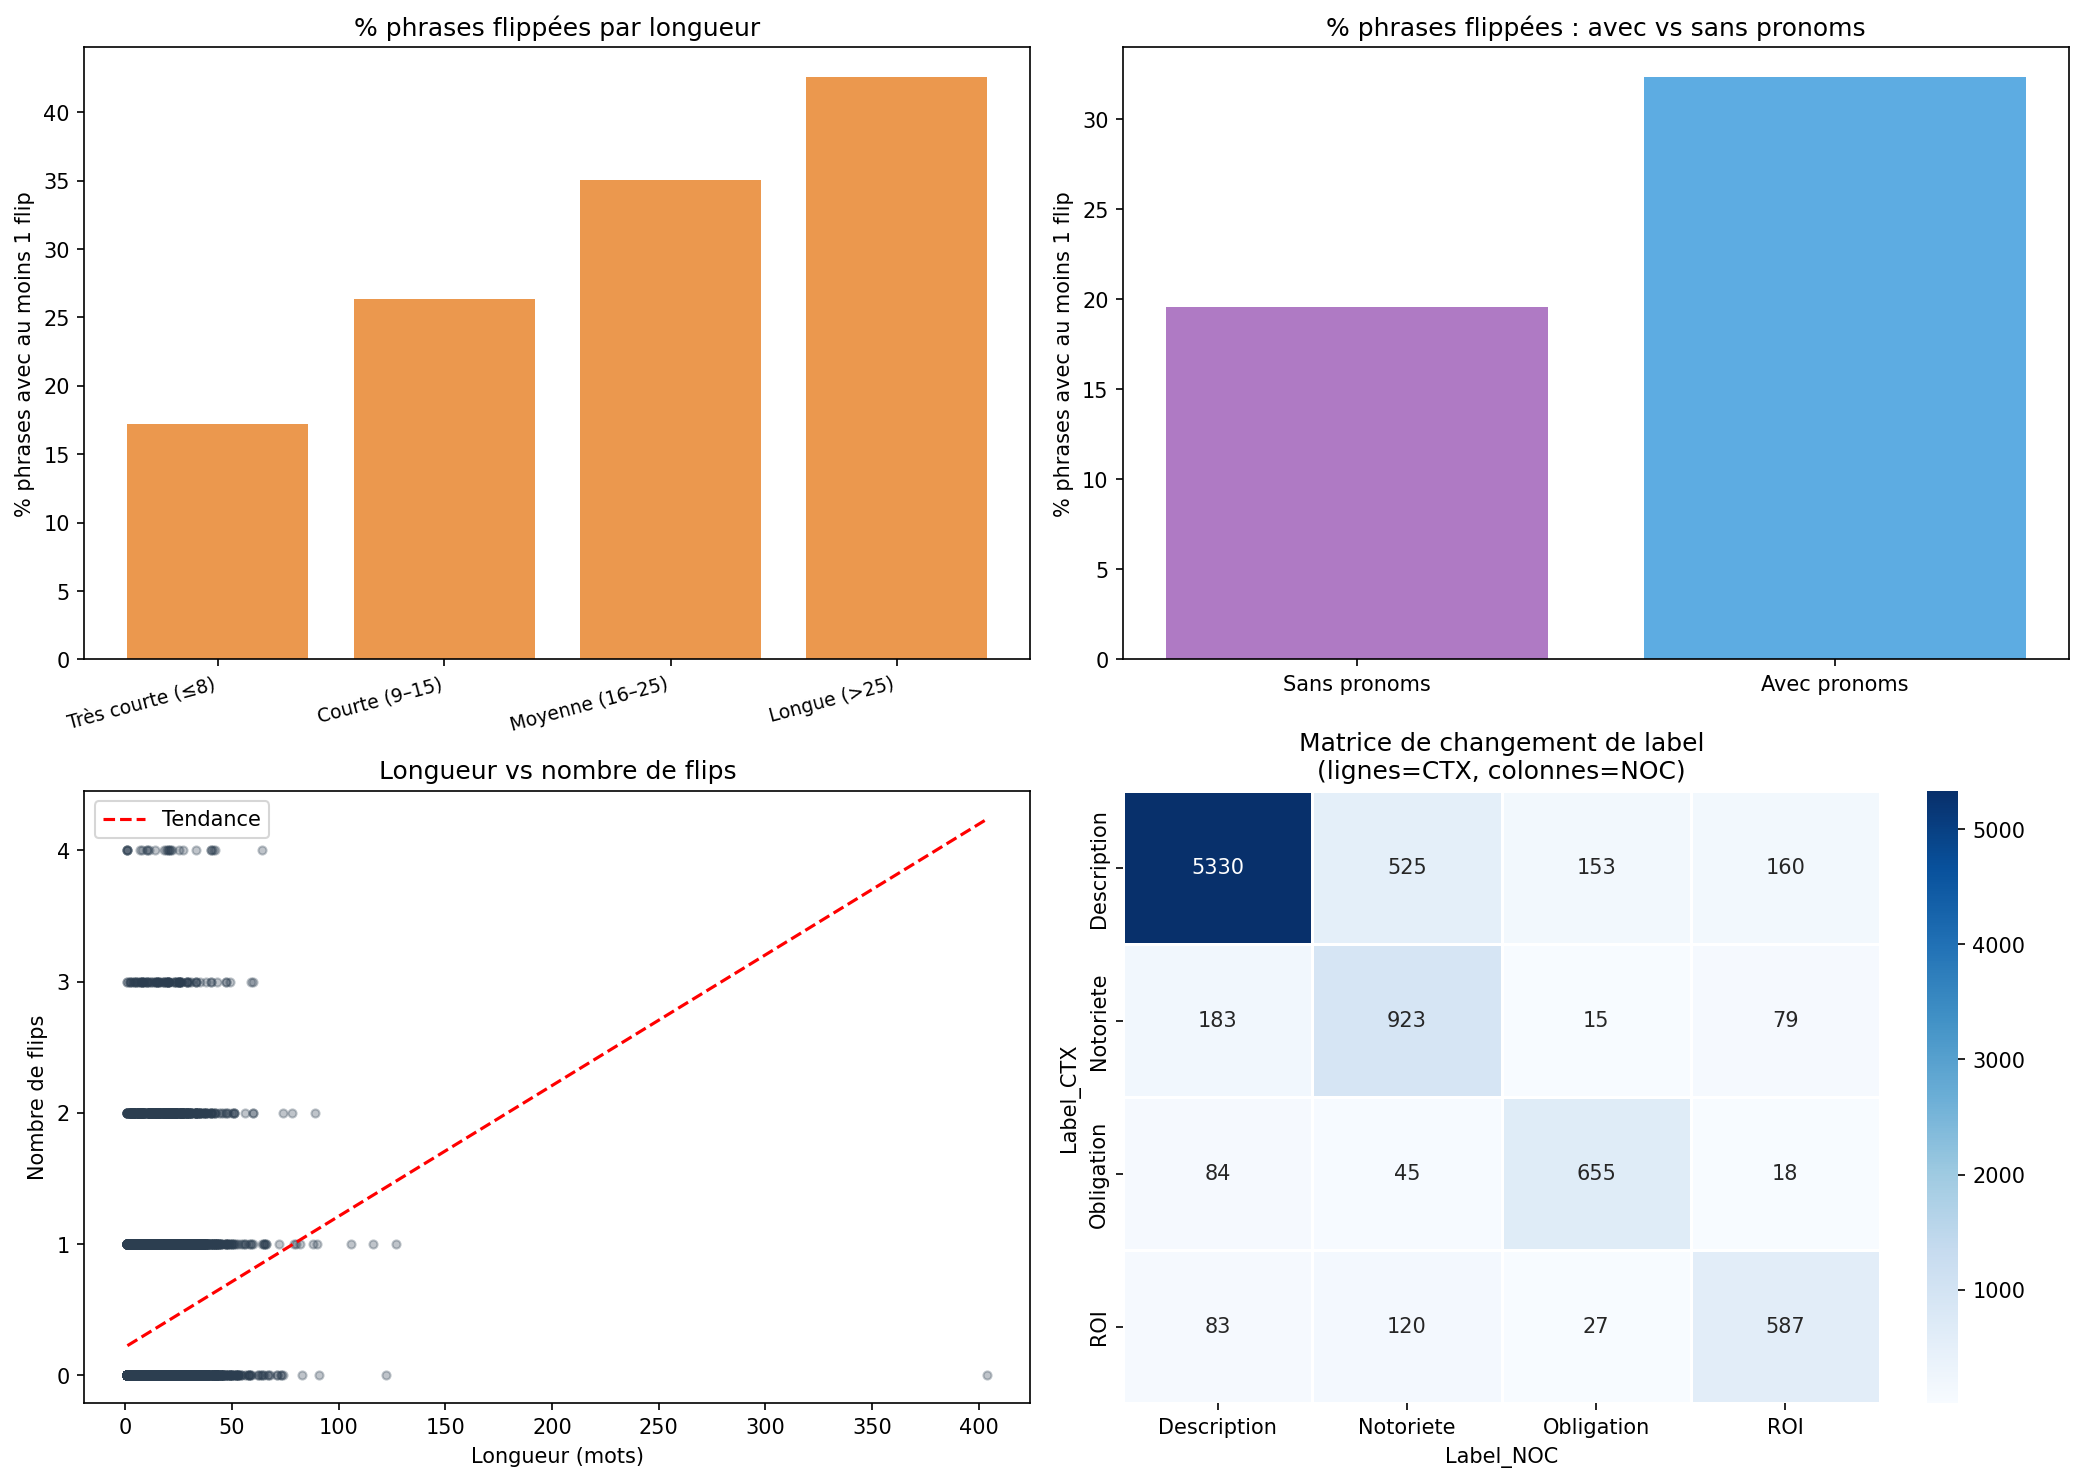 % phrases flippées par longueur
% phrases avec au moins 1 flip
40
35
30
25
20
15
10
5
0
Très courte (≤8)
Courte (9–15)
Moyenne (16–25)
Longue (>25)
% phrases flippées : avec vs sans pronoms
% phrases avec au moins 1 flip
30
25
20
15
10
5
0
Sans pronoms
Avec pronoms
Longueur vs nombre de flips
Tendance
Nombre de flips
4
3
2
1
0
0 50 100 150 200 250 300 350 400
Longueur (mots)
Matrice de changement de label
(lignes=CTX, colonnes=NOC)
Label_CTX
Description
5330 525 153 160
Notoriete
183 923 15 79
Obligation
84 45 655 18
ROI
83 120 27 587
Description Notoriete Obligation ROI
Label_NOC
5000
4000
3000
2000
1000